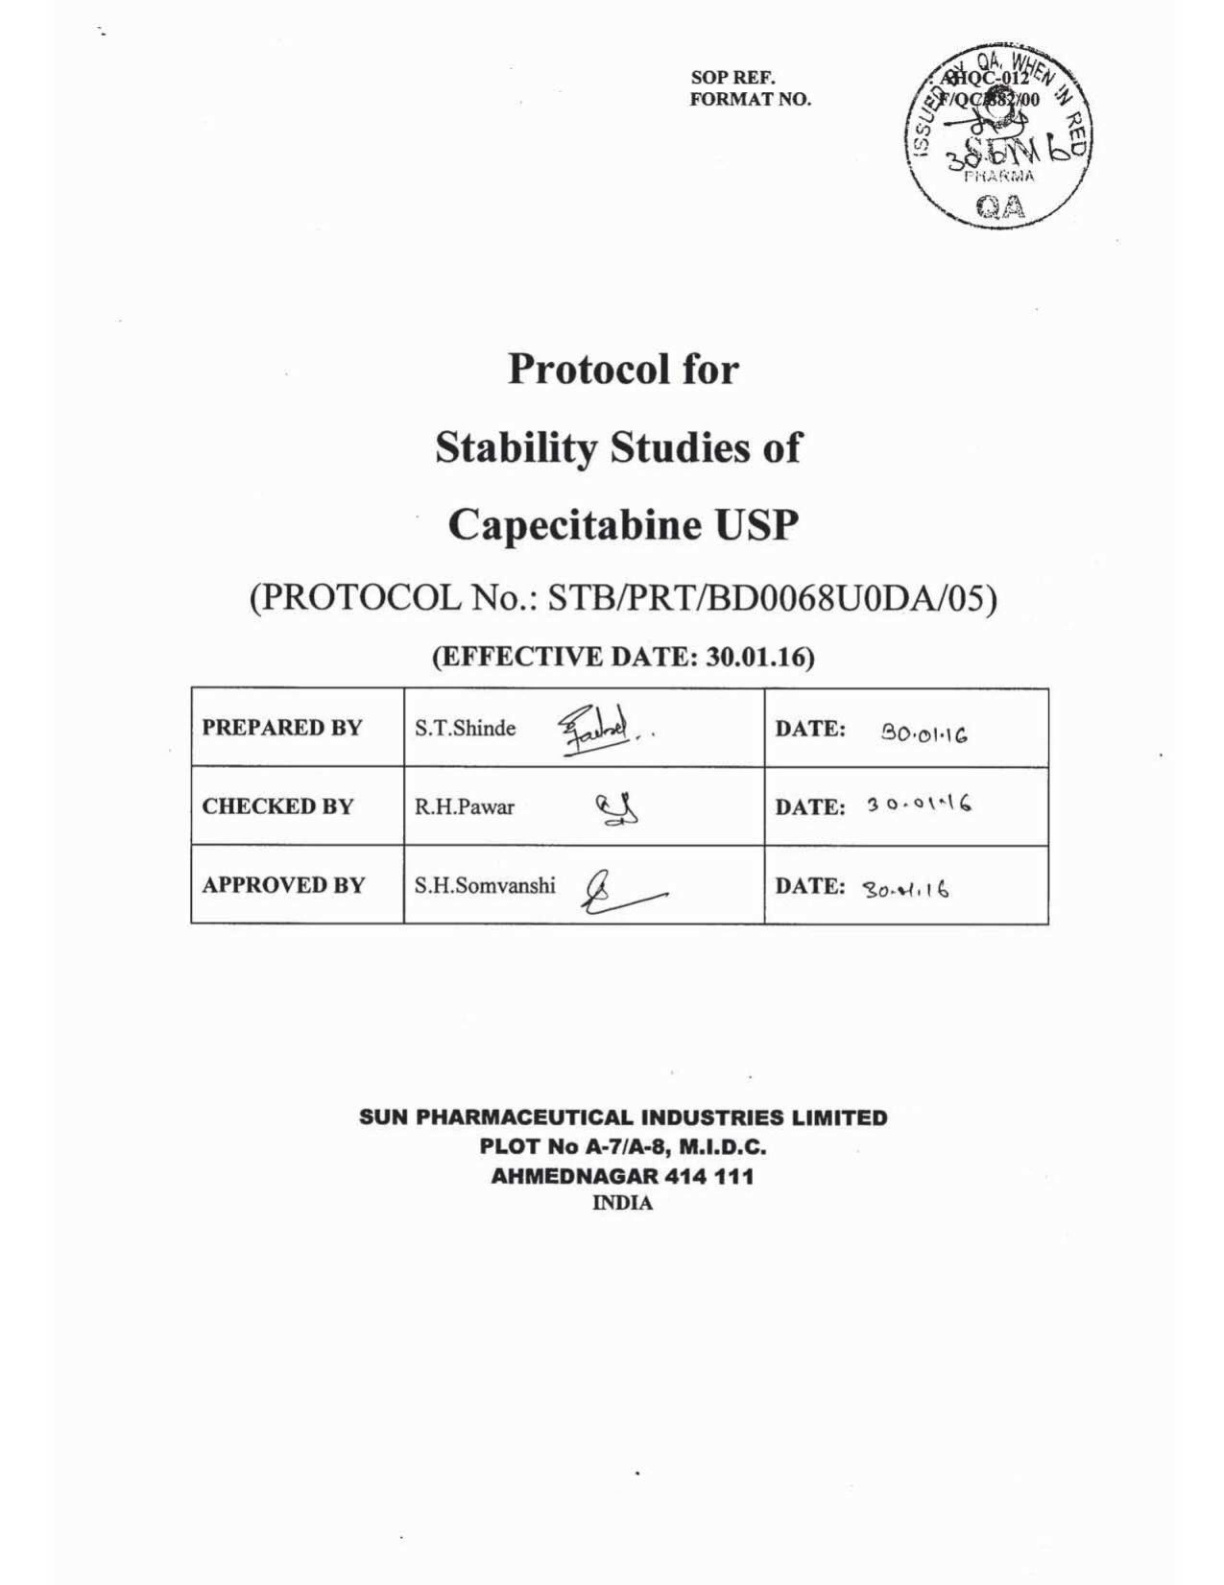 SOP REF. : AHQC-012
FORMAT NO. : F/QC/882/00
ISSUED BY QA, WHEN IN RED
SUN
PHARMA
QA
Protocol for
Stability Studies of
Capecitabine USP
(PROTOCOL No.: STB/PRT/BD0068U0DA/05)
(EFFECTIVE DATE: 30.01.16)
PREPARED BY S.T.Shinde DATE: 30.01.16
CHECKED BY R.H.Pawar DATE: 30.01.16
APPROVED BY S.H.Somvanshi DATE: 30.01.16
SUN PHARMACEUTICAL INDUSTRIES LIMITED
PLOT No A-7/A-8, M.I.D.C.
AHMEDNAGAR 414 111
INDIA